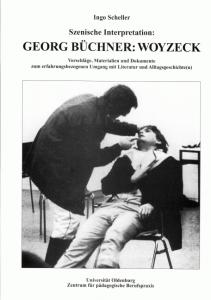 Ingo Scheller
Szenische Interpretation:
GEORG BÜCHNER: WOYZECK
Vorschläge, Materialien und Dokumente
zum erfahrungsbezogenen Umgang mit Literatur und Alltagsgeschichte(n)
Universität Oldenburg
Zentrum für pädagogische Berufspraxis